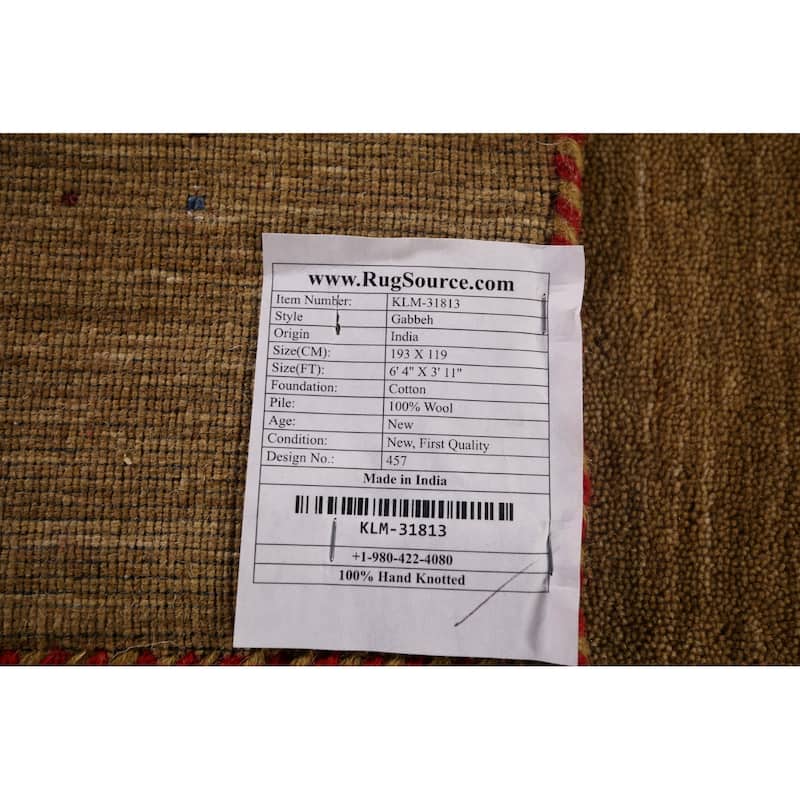 www.RugSource.com
Item Number: KLM-31813
Style Gabbeh
Origin India
Size(CM): 193 X 119
Size(FT): 6' 4" X 3' 11"
Foundation: Cotton
Pile: 100% Wool
Age: New
Condition: New, First Quality
Design No.: 457
Made in India
KLM-31813
+1-980-422-4080
100% Hand Knotted